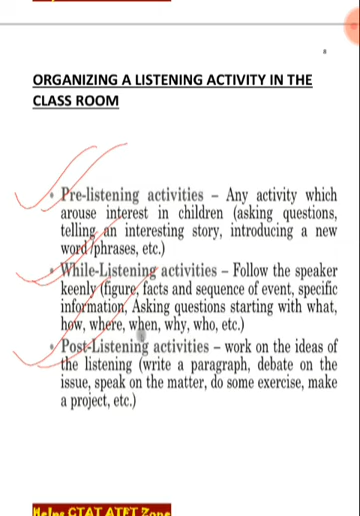 ORGANIZING A LISTENING ACTIVITY IN THE
CLASS ROOM
• Pre-listening activities – Any activity which
arouse interest in children (asking questions,
telling an interesting story, introducing a new
word /phrases, etc.)
• While-Listening activities – Follow the speaker
keenly (figure, facts and sequence of event, specific
information, Asking questions starting with what,
how, where, when, why, who, etc.)
• Post-Listening activities – work on the ideas of
the listening (write a paragraph, debate on the
issue, speak on the matter, do some exercise, make
a project, etc.)
Helps GTAT ATET Zone